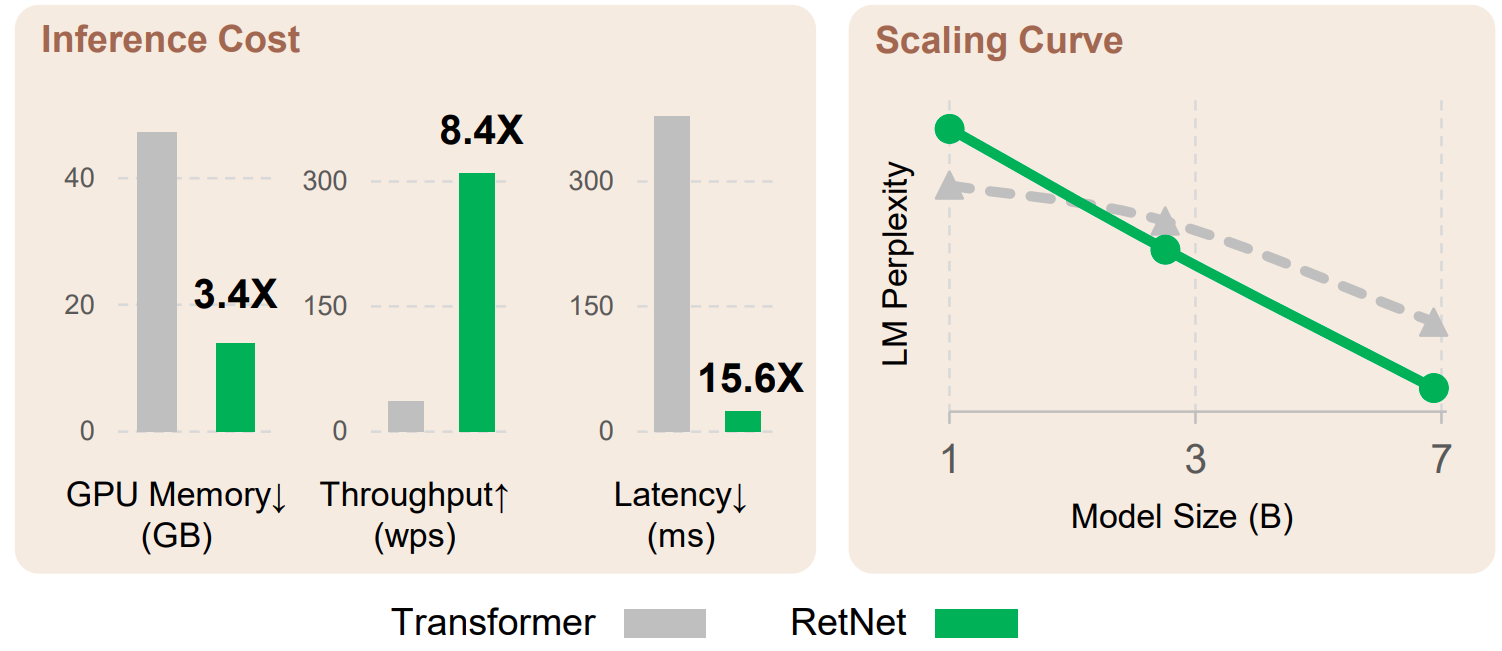 Inference Cost
40
20
0
3.4X
GPU Memory↓
(GB)
300
150
0
8.4X
Throughput↑
(wps)
300
150
0
15.6X
Latency↓
(ms)
Scaling Curve
LM Perplexity
1
3
7
Model Size (B)
Transformer
RetNet